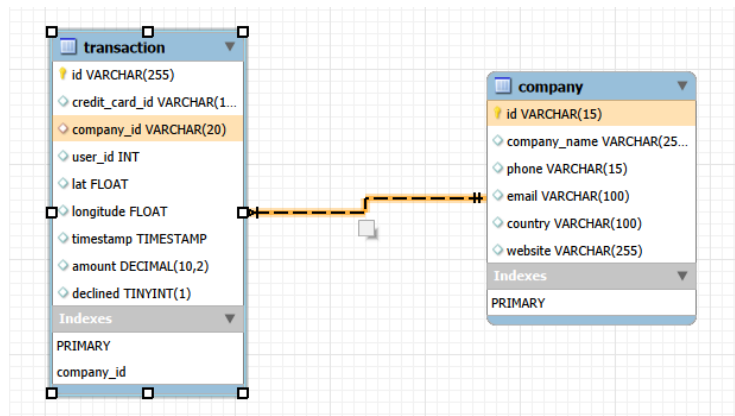 transaction
id VARCHAR(255)
credit_card_id VARCHAR(1...
company_id VARCHAR(20)
user_id INT
lat FLOAT
longitude FLOAT
timestamp TIMESTAMP
amount DECIMAL(10,2)
declined TINYINT(1)
Indexes
PRIMARY
company_id
company
id VARCHAR(15)
company_name VARCHAR(25...
phone VARCHAR(15)
email VARCHAR(100)
country VARCHAR(100)
website VARCHAR(255)
Indexes
PRIMARY